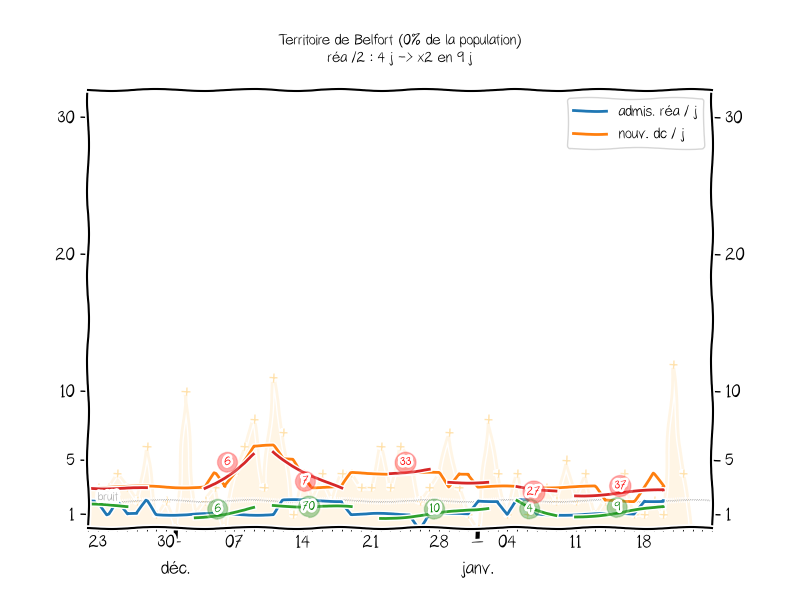 Territoire de Belfort (0% de la population)
réa /2 : 4 j -> x2 en 9 j
admis. réa / j
nouv. dc / j
30 30
20 20
10 10
5 5
1 1
bruit
6 7 33 27 37
6 70 10 4 9
23 30 07 14 21 28 04 11 18
déc. janv.